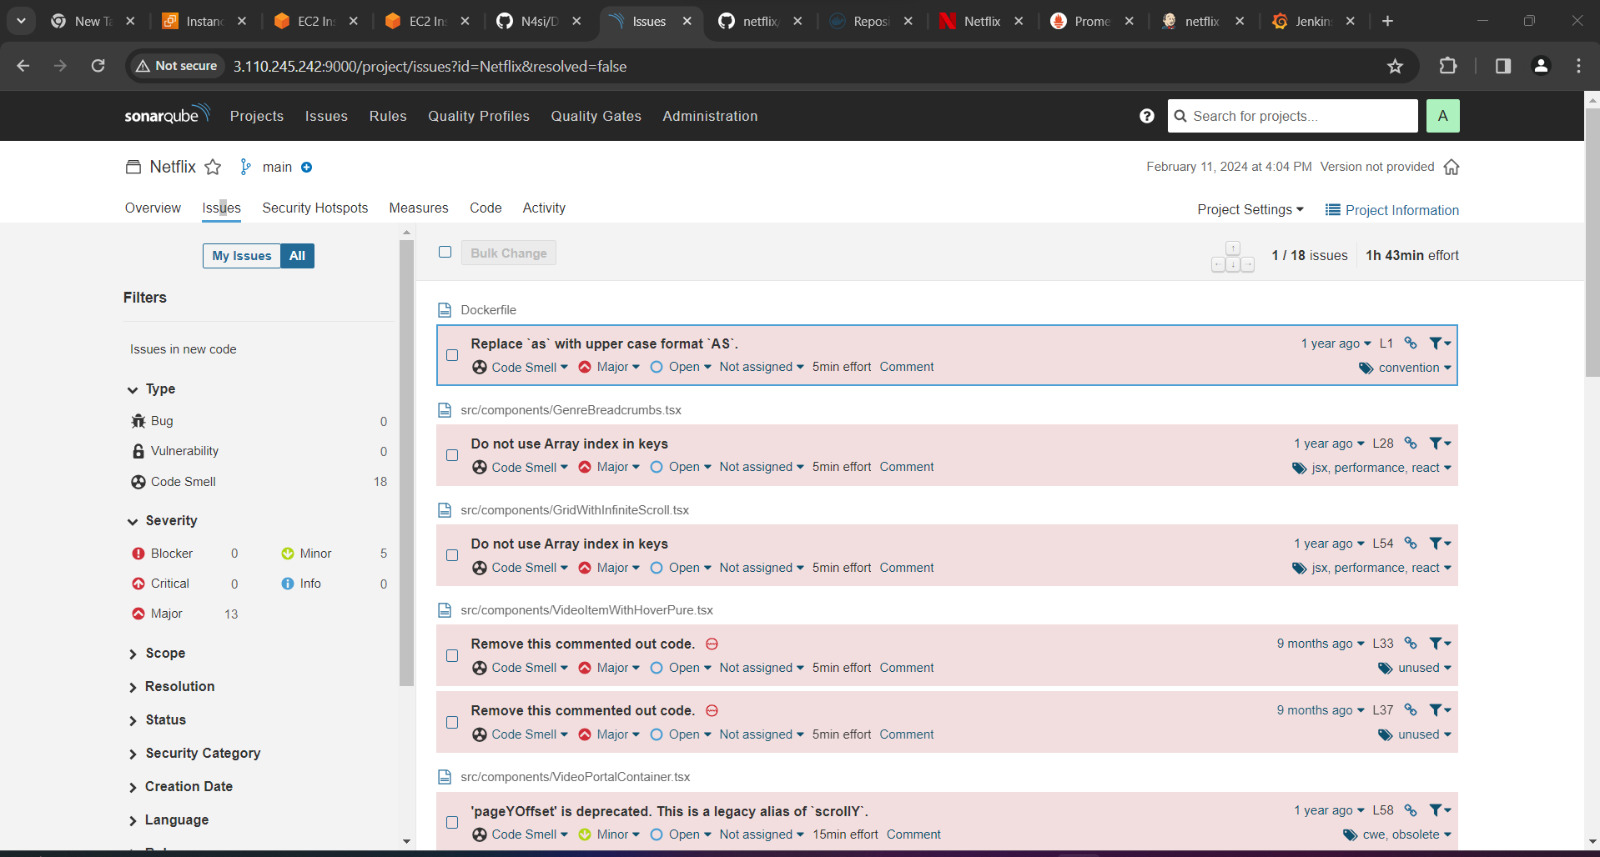 New Ta
Instanc
EC2 Ins
EC2 Ins
N4si/D
Issues
netflix
Reposi
Netflix
Prome
netflix
Jenkins
Not secure
3.110.245.242:9000/project/issues?id=Netflix&resolved=false
sonarqube Projects Issues Rules Quality Profiles Quality Gates Administration
? Search for projects... A
Netflix main
February 11, 2024 at 4:04 PM Version not provided
Overview Issues Security Hotspots Measures Code Activity
Project Settings Project Information
My Issues All
Bulk Change
1 / 18 issues 1h 43min effort
Filters
Issues in new code
Type
Bug 0
Vulnerability 0
Code Smell 18
Severity
Blocker 0 Minor 5
Critical 0 Info 0
Major 13
Scope
Resolution
Status
Security Category
Creation Date
Language
Dockerfile
Replace `as` with upper case format `AS`. 1 year ago L1
Code Smell Major Open Not assigned 5min effort Comment convention
src/components/GenreBreadcrumbs.tsx
Do not use Array index in keys 1 year ago L28
Code Smell Major Open Not assigned 5min effort Comment jsx, performance, react
src/components/GridWithInfiniteScroll.tsx
Do not use Array index in keys 1 year ago L54
Code Smell Major Open Not assigned 5min effort Comment jsx, performance, react
src/components/VideoItemWithHoverPure.tsx
Remove this commented out code. 9 months ago L33
Code Smell Major Open Not assigned 5min effort Comment unused
Remove this commented out code. 9 months ago L37
Code Smell Major Open Not assigned 5min effort Comment unused
src/components/VideoPortalContainer.tsx
'pageYOffset' is deprecated. This is a legacy alias of `scrollY`. 1 year ago L58
Code Smell Minor Open Not assigned 15min effort Comment cwe, obsolete